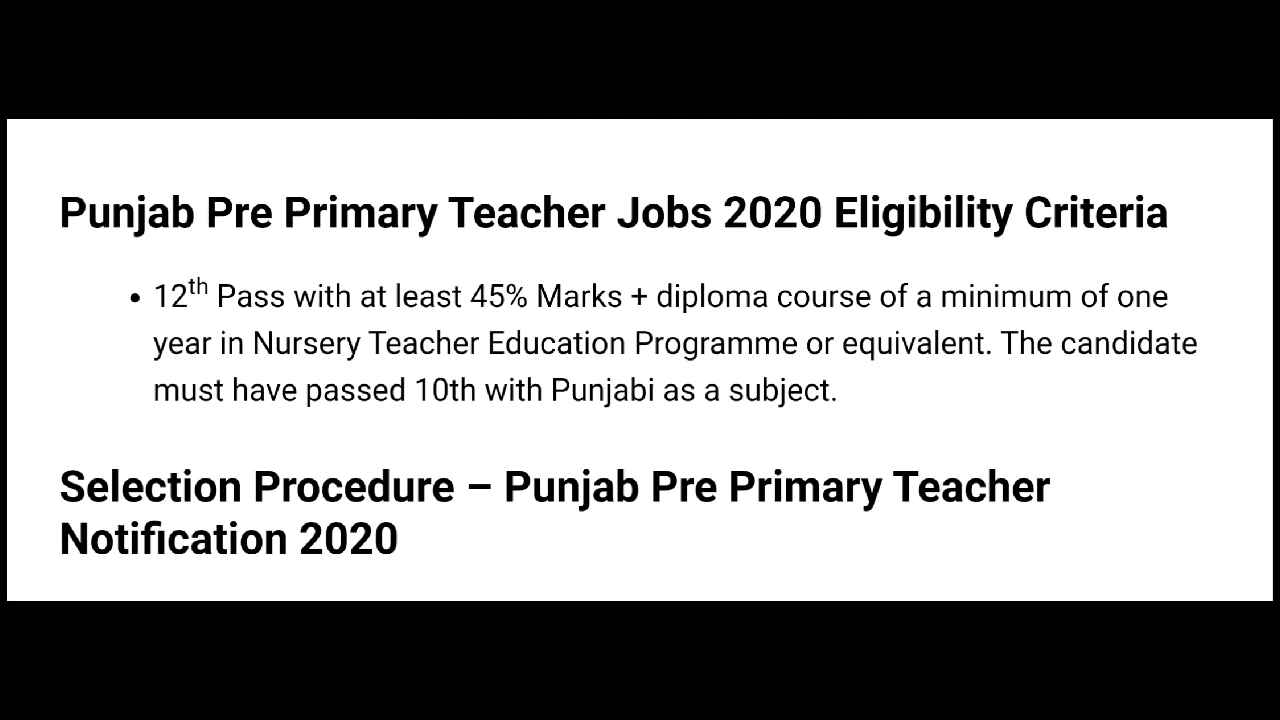 Punjab Pre Primary Teacher Jobs 2020 Eligibility Criteria
• 12th Pass with at least 45% Marks + diploma course of a minimum of one
year in Nursery Teacher Education Programme or equivalent. The candidate
must have passed 10th with Punjabi as a subject.
Selection Procedure – Punjab Pre Primary Teacher
Notification 2020